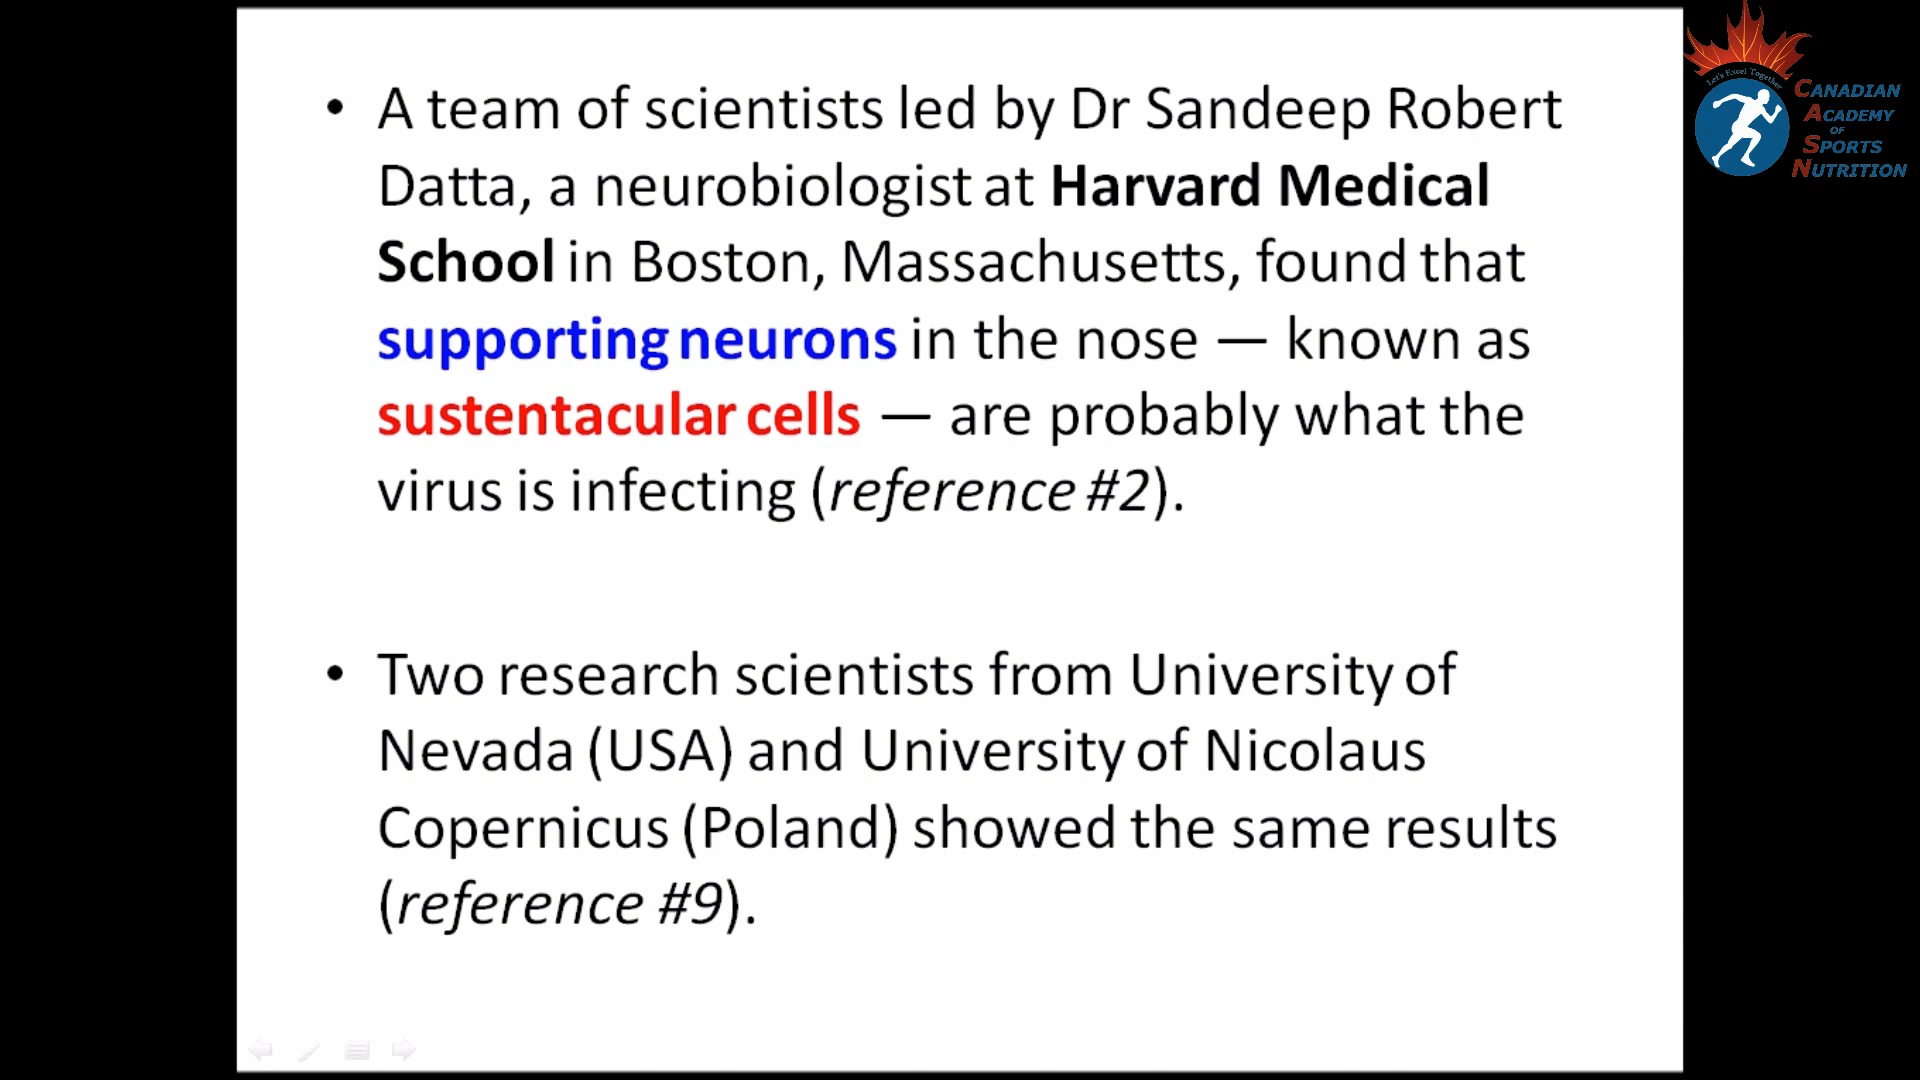 • A team of scientists led by Dr Sandeep Robert
Datta, a neurobiologist at Harvard Medical
School in Boston, Massachusetts, found that
supporting neurons in the nose — known as
sustentacular cells — are probably what the
virus is infecting (reference #2).
• Two research scientists from University of
Nevada (USA) and University of Nicolaus
Copernicus (Poland) showed the same results
(reference #9).
Let's Excel Together
CANADIAN
ACADEMY
OF
SPORTS
NUTRITION